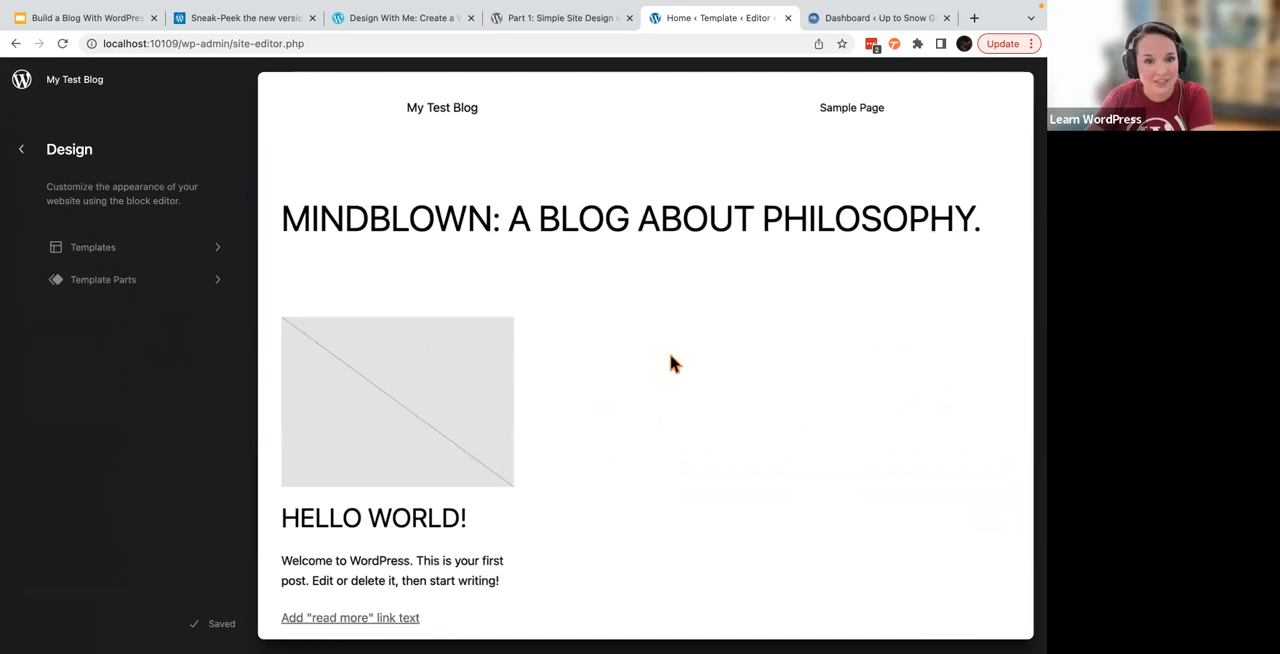 Build a Blog With WordPres
Sneak-Peek the new versio
Design With Me: Create a V
Part 1: Simple Site Design v
Home ‹ Template ‹ Editor ‹
Dashboard ‹ Up to Snow G
localhost:10109/wp-admin/site-editor.php
2
Update
My Test Blog
Design
Customize the appearance of your
website using the block editor.
Templates
Template Parts
Saved
My Test Blog
Sample Page
MINDBLOWN: A BLOG ABOUT PHILOSOPHY.
HELLO WORLD!
Welcome to WordPress. This is your first
post. Edit or delete it, then start writing!
Add "read more" link text
Learn WordPress